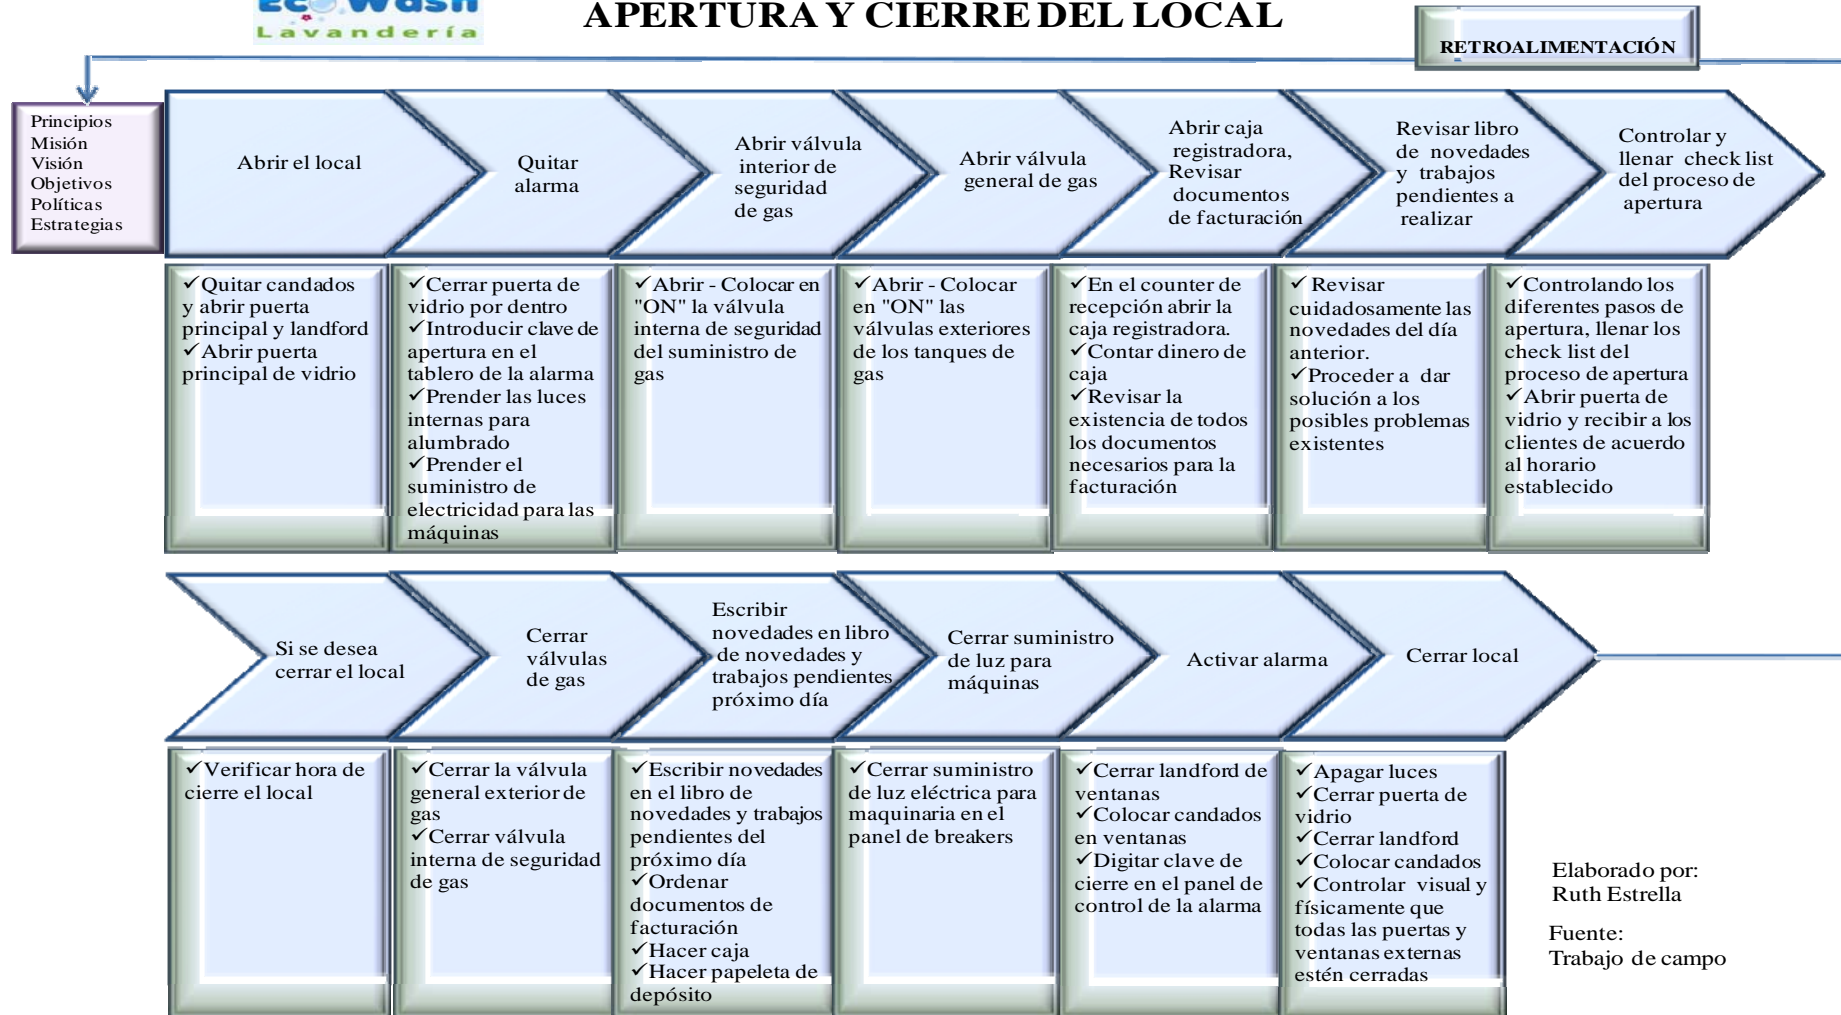 EcoWash
Lavandería
APERTURA Y CIERRE DEL LOCAL
RETROALIMENTACIÓN
Principios
Misión
Visión
Objetivos
Políticas
Estrategias
Abrir el local
Quitar
alarma
Abrir válvula
interior de
seguridad
de gas
Abrir válvula
general de gas
Abrir caja
registradora,
Revisar
documentos
de facturación
Revisar libro
de novedades
y trabajos
pendientes a
realizar
Controlar y
llenar check list
del proceso de
apertura
✓Quitar candados
y abrir puerta
principal y landford
✓Abrir puerta
principal de vidrio
✓Cerrar puerta de
vidrio por dentro
✓Introducir clave de
apertura en el
tablero de la alarma
✓Prender las luces
internas para
alumbrado
✓Prender el
suministro de
electricidad para las
máquinas
✓Abrir - Colocar en
"ON" la válvula
interna de seguridad
del suministro de
gas
✓Abrir - Colocar
en "ON" las
válvulas exteriores
de los tanques de
gas
✓En el counter de
recepción abrir la
caja registradora.
✓Contar dinero de
caja
✓Revisar la
existencia de todos
los documentos
necesarios para la
facturación
✓Revisar
cuidadosamente las
novedades del día
anterior.
✓Proceder a dar
solución a los
posibles problemas
existentes
✓Controlando los
diferentes pasos de
apertura, llenar los
check list del
proceso de apertura
✓Abrir puerta de
vidrio y recibir a los
clientes de acuerdo
al horario
establecido
Si se desea
cerrar el local
Cerrar
válvulas
de gas
Escribir
novedades en libro
de novedades y
trabajos pendientes
próximo día
Cerrar suministro
de luz para
máquinas
Activar alarma
Cerrar local
✓Verificar hora de
cierre el local
✓Cerrar la válvula
general exterior de
gas
✓Cerrar válvula
interna de seguridad
de gas
✓Escribir novedades
en el libro de
novedades y trabajos
pendientes del
próximo día
✓Ordenar
documentos de
facturación
✓Hacer caja
✓Hacer papeleta de
depósito
✓Cerrar suministro
de luz eléctrica para
maquinaria en el
panel de breakers
✓Cerrar landford de
ventanas
✓Colocar candados
en ventanas
✓Digitar clave de
cierre en el panel de
control de la alarma
✓Apagar luces
✓Cerrar puerta de
vidrio
✓Cerrar landford
✓Colocar candados
✓Controlar visual y
físicamente que
todas las puertas y
ventanas externas
estén cerradas
Elaborado por:
Ruth Estrella
Fuente:
Trabajo de campo